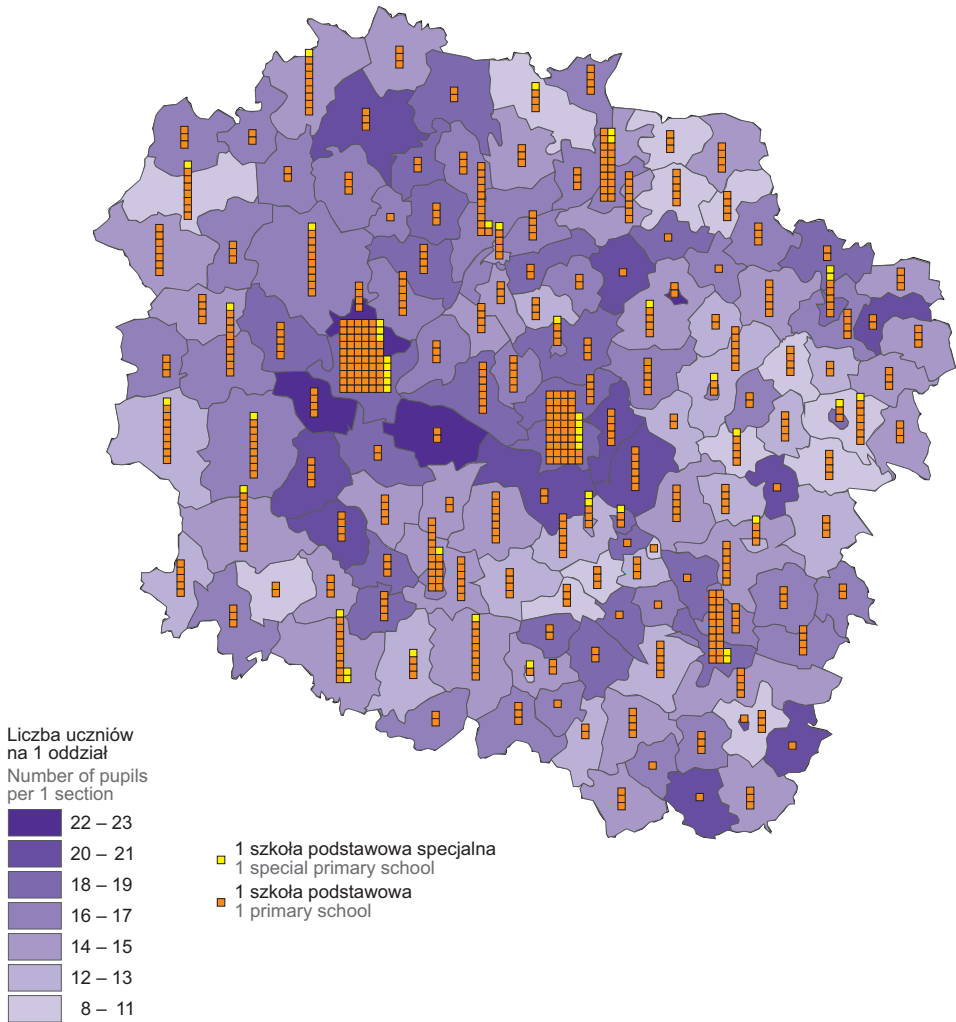 Liczba uczniów
na 1 oddział
Number of pupils
per 1 section
22 – 23
20 – 21
18 – 19
16 – 17
14 – 15
12 – 13
8 – 11
1 szkoła podstawowa specjalna
1 special primary school
1 szkoła podstawowa
1 primary school